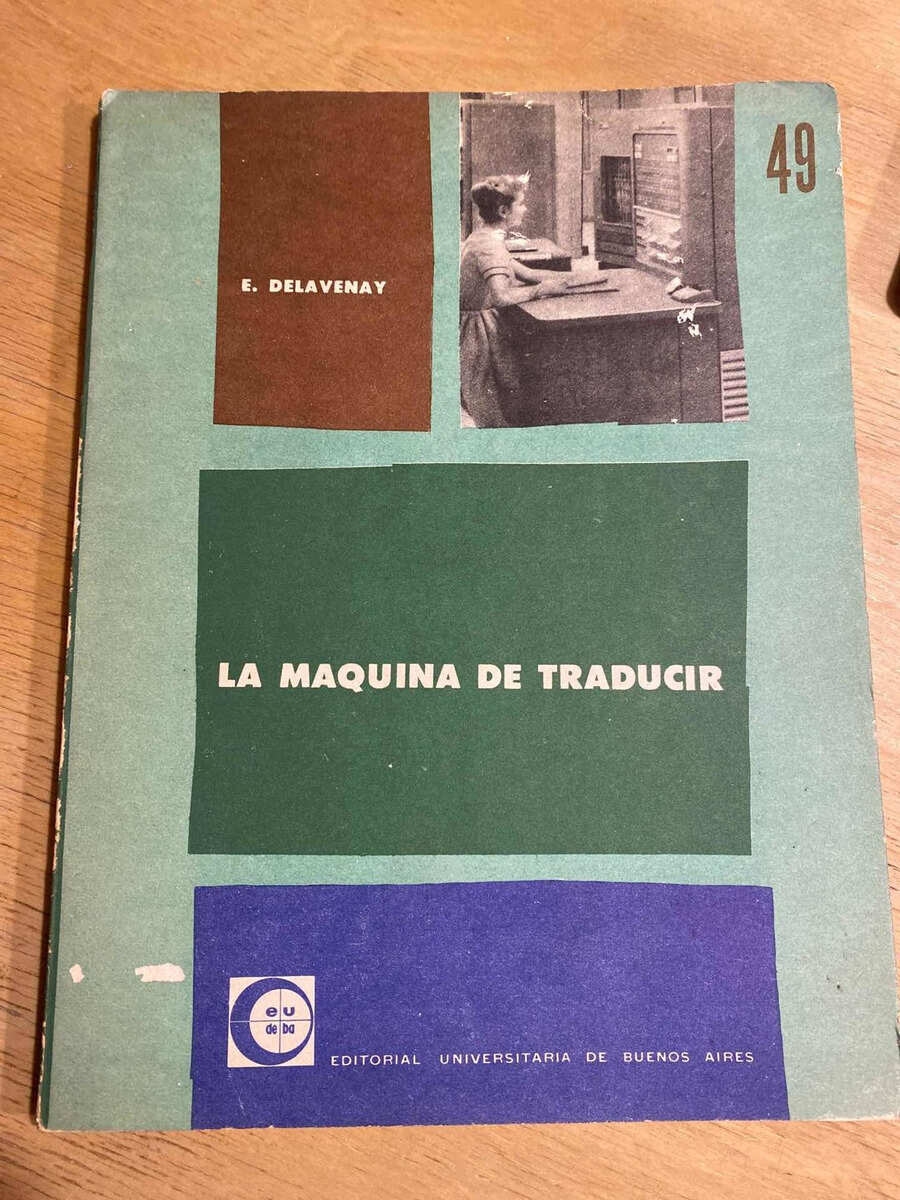 49
E. DELAVENAY
LA MAQUINA DE TRADUCIR
eu
de ba
EDITORIAL UNIVERSITARIA DE BUENOS AIRES